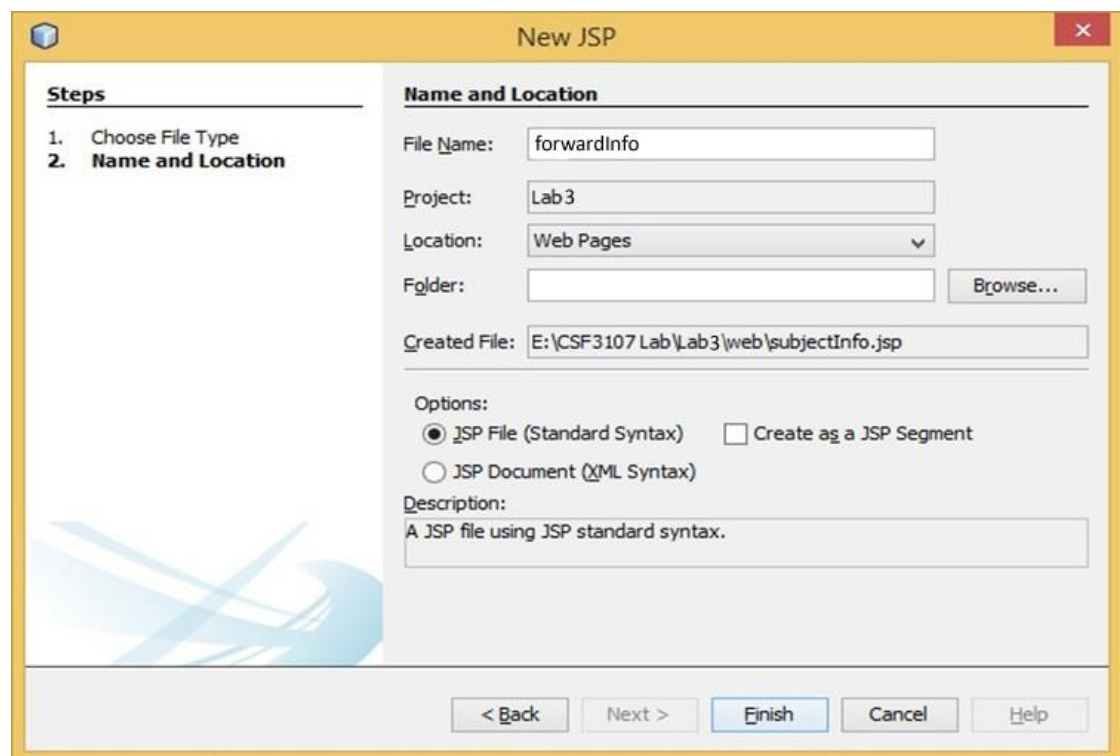 New JSP
Steps
1. Choose File Type
2. Name and Location
Name and Location
File Name: forwardInfo
Project: Lab3
Location: Web Pages
Folder: Browse...
Created File: E:\CSF3107 Lab\Lab3\web\subjectInfo.jsp
Options:
JSP File (Standard Syntax) Create as a JSP Segment
JSP Document (XML Syntax)
Description:
A JSP file using JSP standard syntax.
< Back Next > Finish Cancel Help